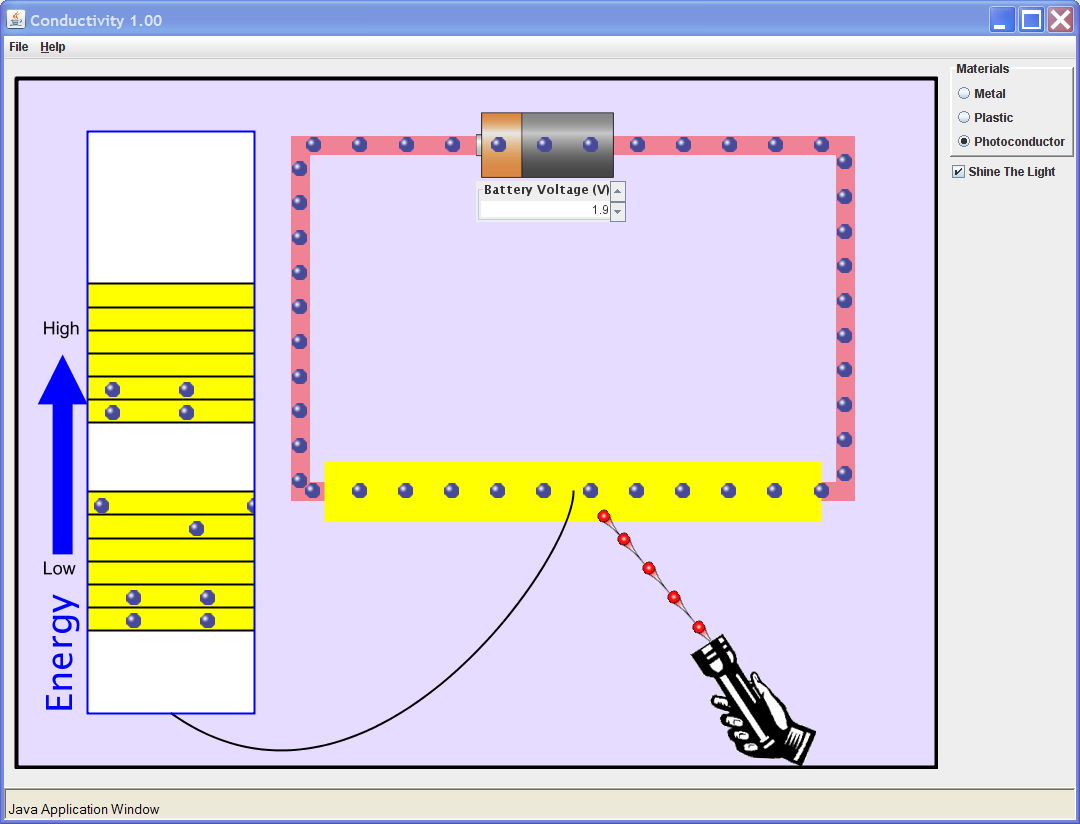 Conductivity 1.00
File Help
Materials
Metal
Plastic
Photoconductor
Shine The Light
Battery Voltage (V)
1.9
High
Low
Energy
Java Application Window